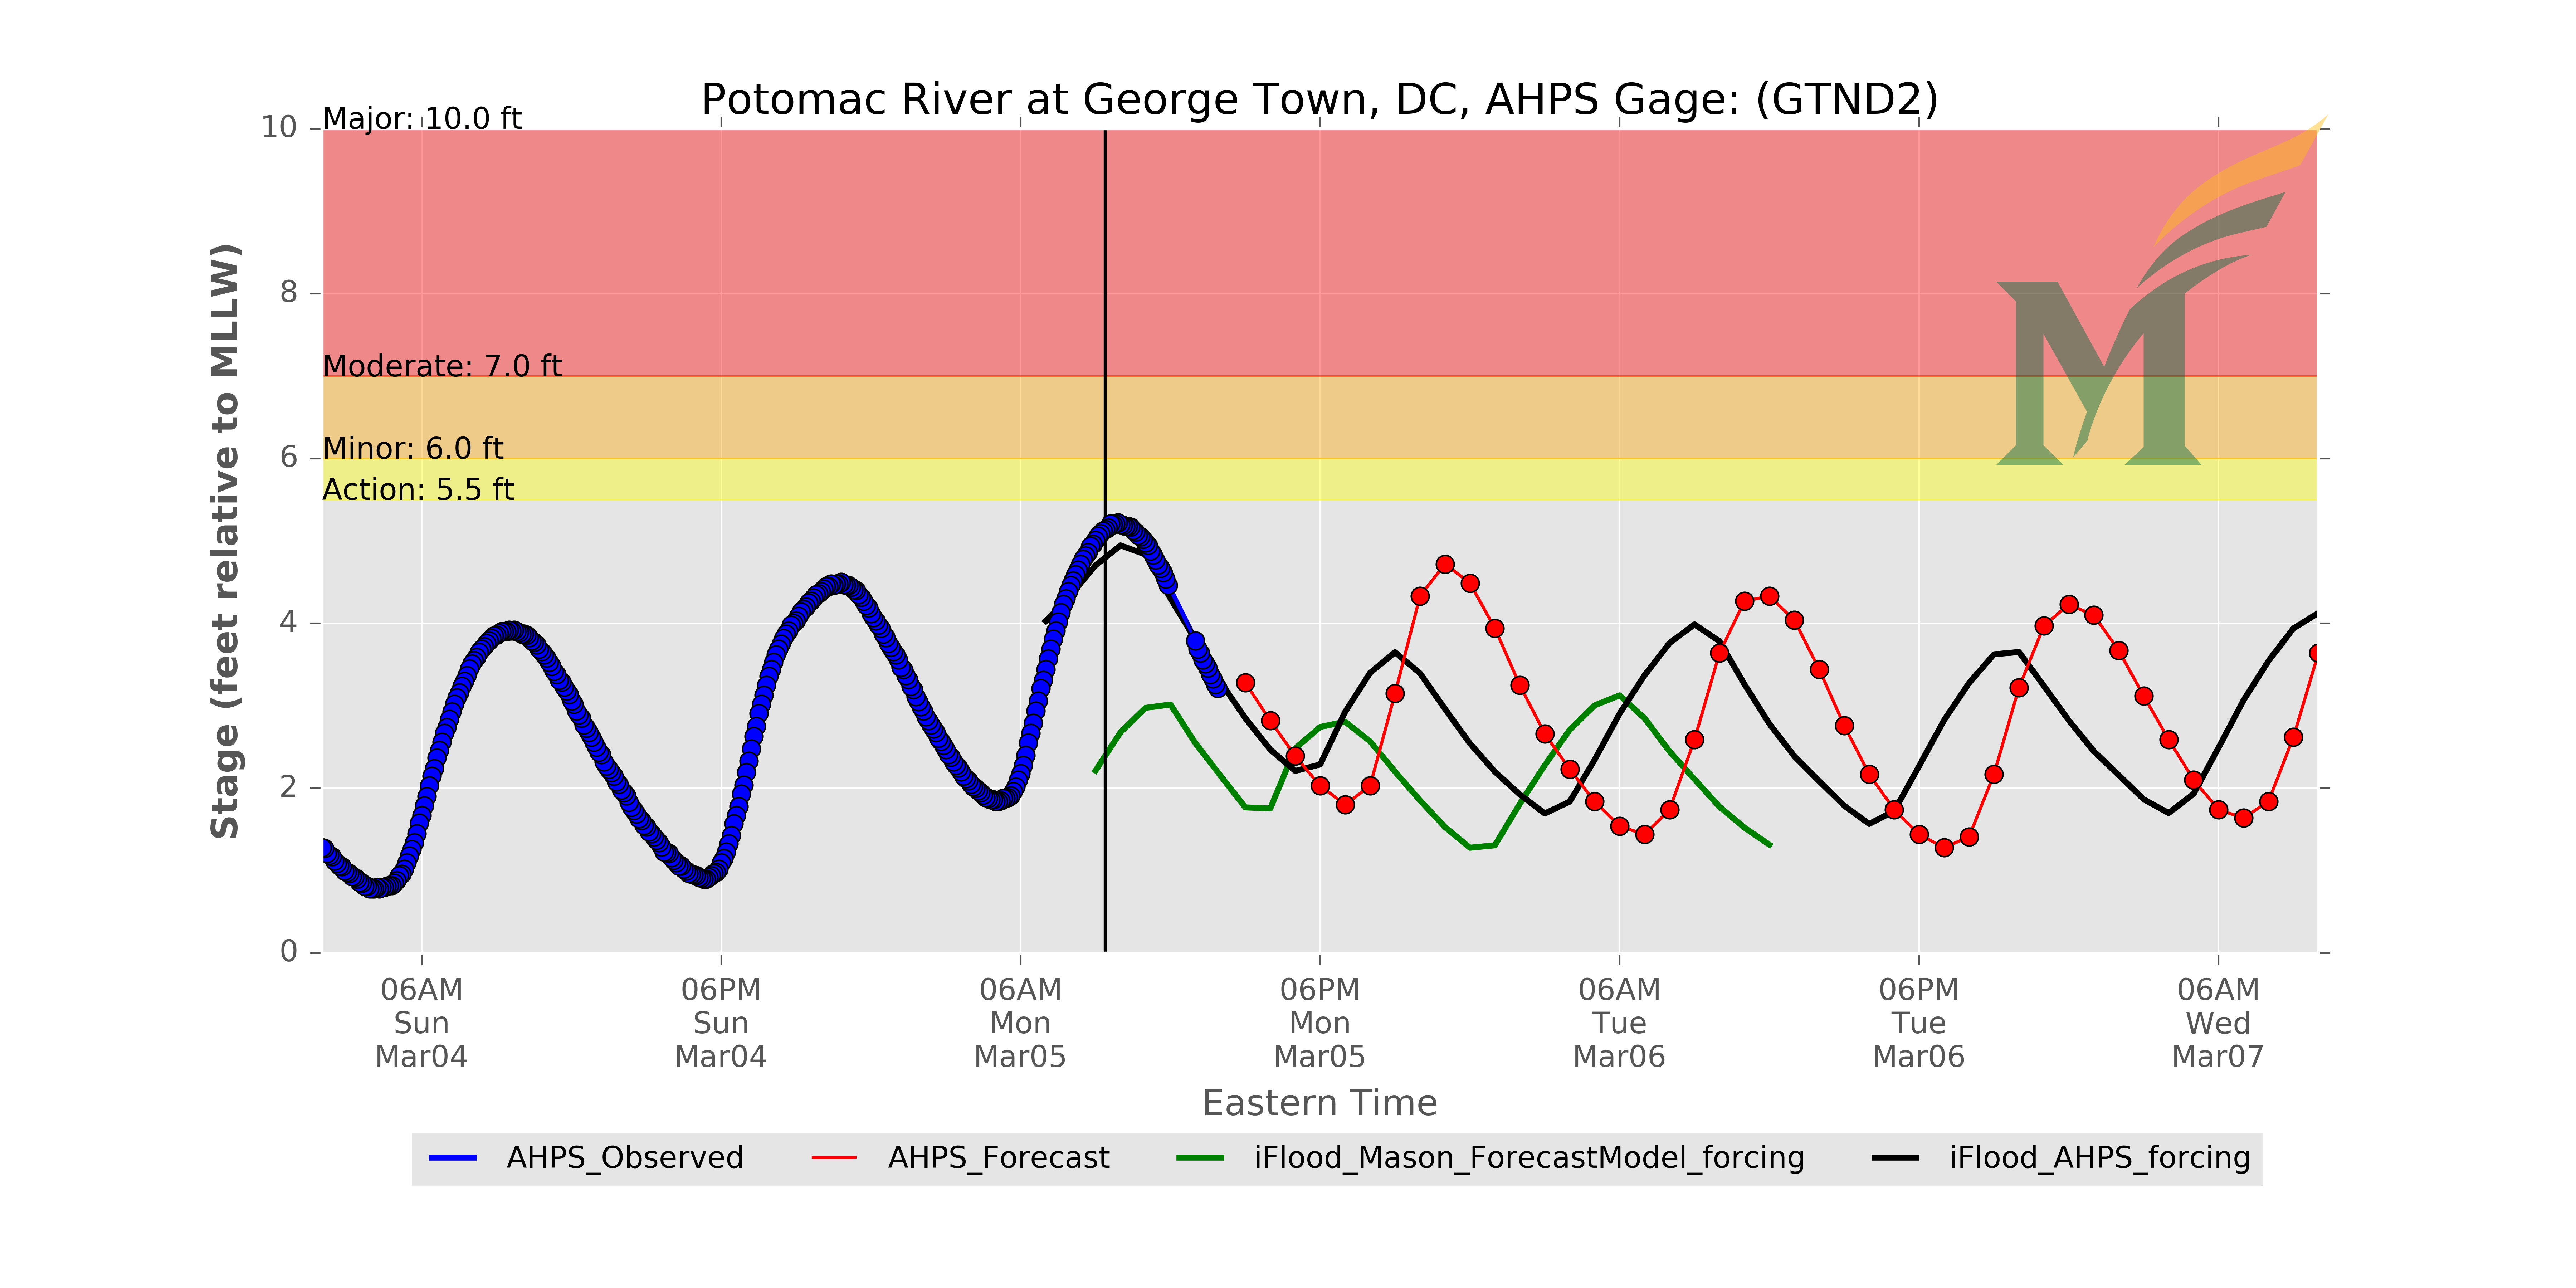 Potomac River at George Town, DC, AHPS Gage: (GTND2)
Stage (feet relative to MLLW)
10
8
6
4
2
0
Major: 10.0 ft
Moderate: 7.0 ft
Minor: 6.0 ft
Action: 5.5 ft
06AM
Sun
Mar04
06PM
Sun
Mar04
06AM
Mon
Mar05
06PM
Mon
Mar05
06AM
Tue
Mar06
06PM
Tue
Mar06
06AM
Wed
Mar07
Eastern Time
AHPS_Observed
AHPS_Forecast
iFlood_Mason_ForecastModel_forcing
iFlood_AHPS_forcing
M